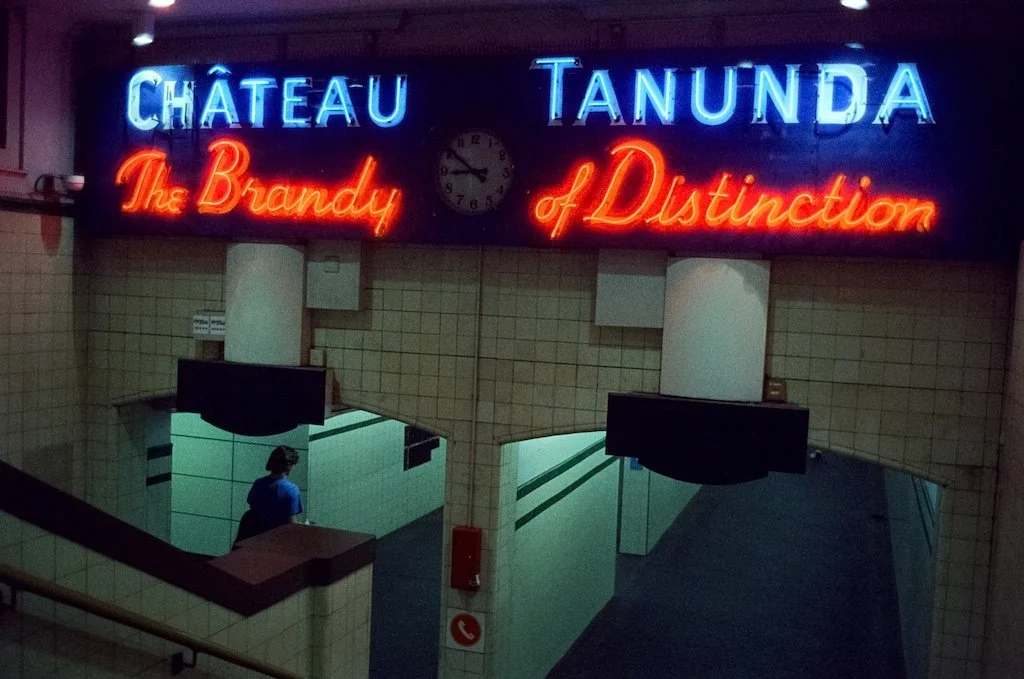 CHÂTEAU TANUNDA
The Brandy of Distinction